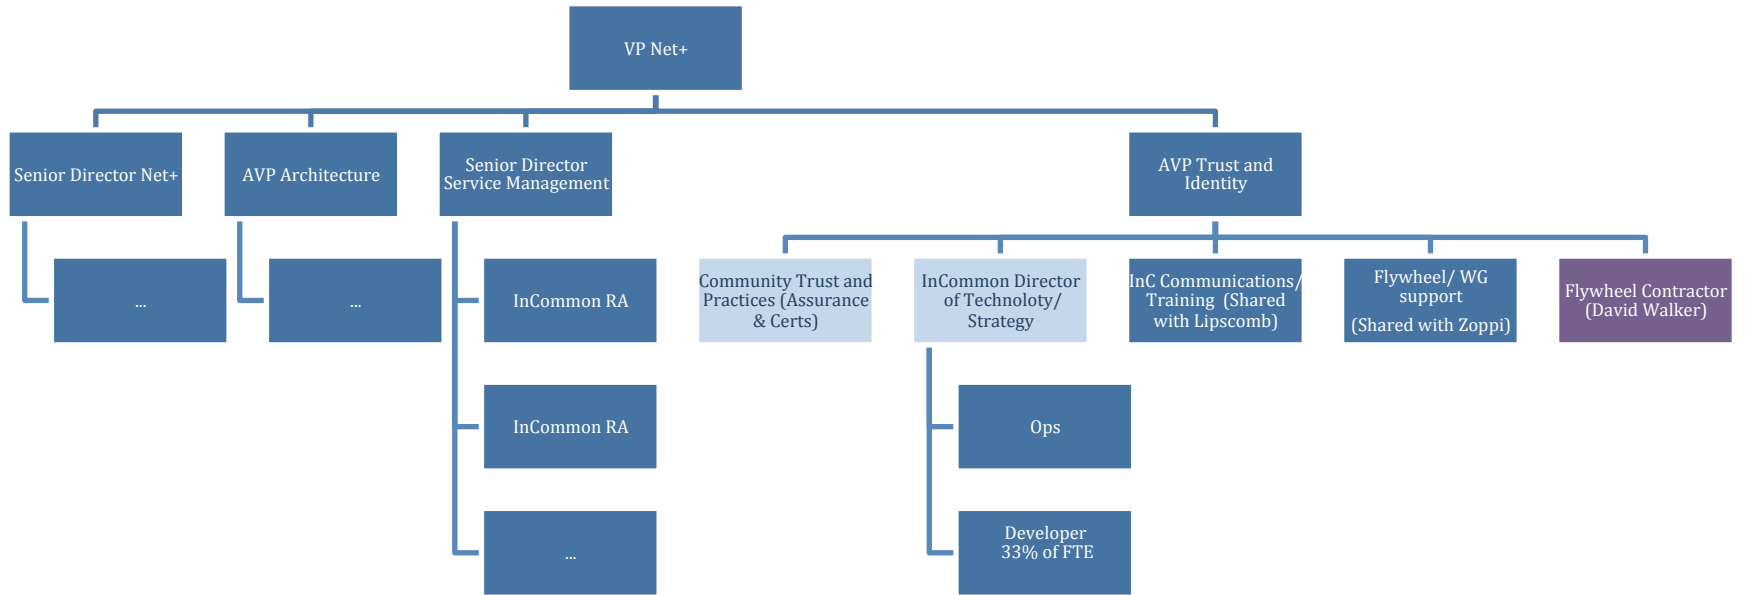 VP Net+
Senior Director Net+
AVP Architecture
Senior Director
Service Management
AVP Trust and
Identity
...
...
InCommon RA
Community Trust and
Practices (Assurance
& Certs)
InCommon Director
of Technoloty/
Strategy
InC Communications/
Training (Shared
with Lipscomb)
Flywheel/ WG
support
(Shared with Zoppi)
Flywheel Contractor
(David Walker)
InCommon RA
Ops
...
Developer
33% of FTE